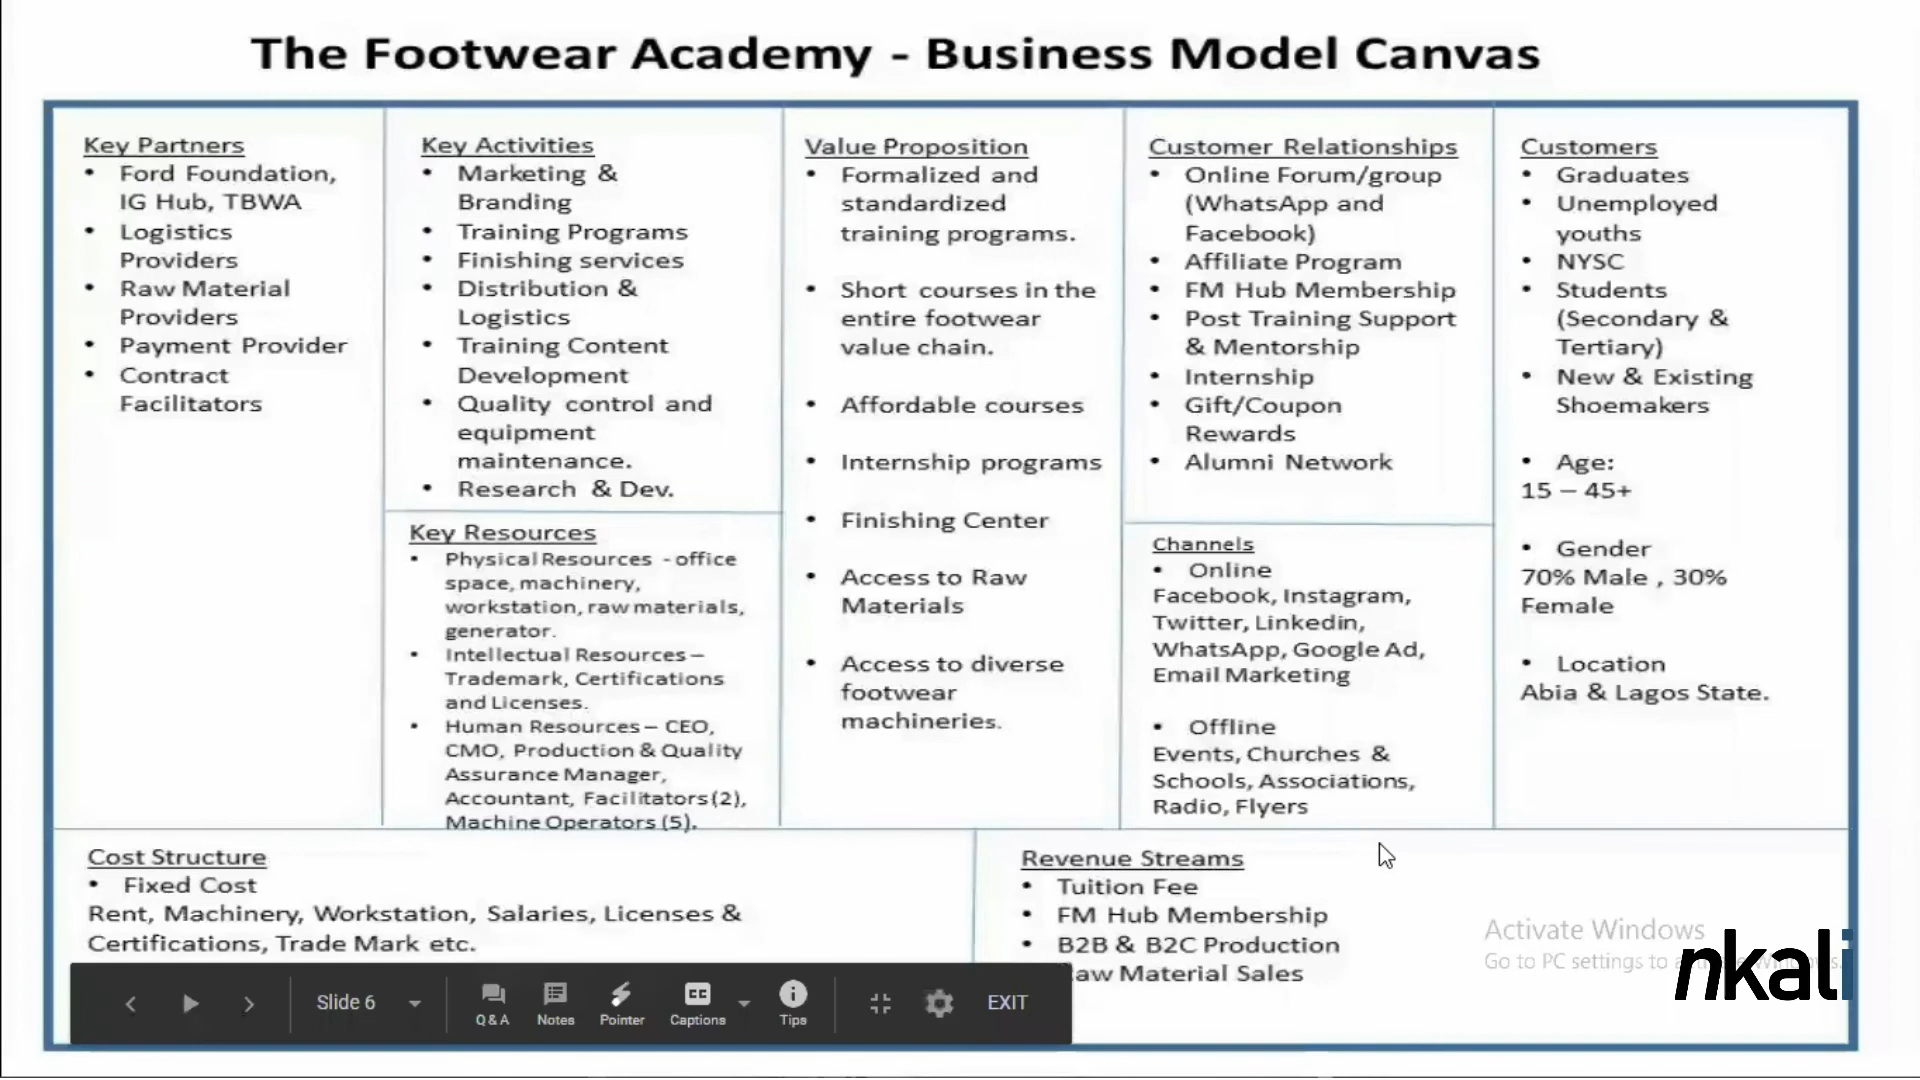 The Footwear Academy - Business Model Canvas
Key Partners
• Ford Foundation,
IG Hub, TBWA
• Logistics
Providers
• Raw Material
Providers
• Payment Provider
• Contract
Facilitators
Key Activities
• Marketing &
Branding
• Training Programs
• Finishing services
• Distribution &
Logistics
• Training Content
Development
• Quality control and
equipment
maintenance.
• Research & Dev.
Key Resources
• Physical Resources - office
space, machinery,
workstation, raw materials,
generator.
• Intellectual Resources –
Trademark, Certifications
and Licenses.
• Human Resources – CEO,
CMO, Production & Quality
Assurance Manager,
Accountant, Facilitators (2),
Machine Operators (5).
Value Proposition
• Formalized and
standardized
training programs.
• Short courses in the
entire footwear
value chain.
• Affordable courses
• Internship programs
• Finishing Center
• Access to Raw
Materials
• Access to diverse
footwear
machineries.
Customer Relationships
• Online Forum/group
(WhatsApp and
Facebook)
• Affiliate Program
• FM Hub Membership
• Post Training Support
& Mentorship
• Internship
• Gift/Coupon
Rewards
• Alumni Network
Channels
• Online
Facebook, Instagram,
Twitter, Linkedin,
WhatsApp, Google Ad,
Email Marketing
• Offline
Events, Churches &
Schools, Associations,
Radio, Flyers
Customers
• Graduates
• Unemployed
youths
• NYSC
• Students
(Secondary &
Tertiary)
• New & Existing
Shoemakers
• Age:
15 – 45+
• Gender
70% Male , 30%
Female
• Location
Abia & Lagos State.
Cost Structure
• Fixed Cost
Rent, Machinery, Workstation, Salaries, Licenses &
Certifications, Trade Mark etc.
Revenue Streams
• Tuition Fee
• FM Hub Membership
• B2B & B2C Production
Material Sales
Activate Windows
Go to PC settings to
nkali
Slide 6
Q&A
Notes
Pointer
CC
Captions
Tips
EXIT